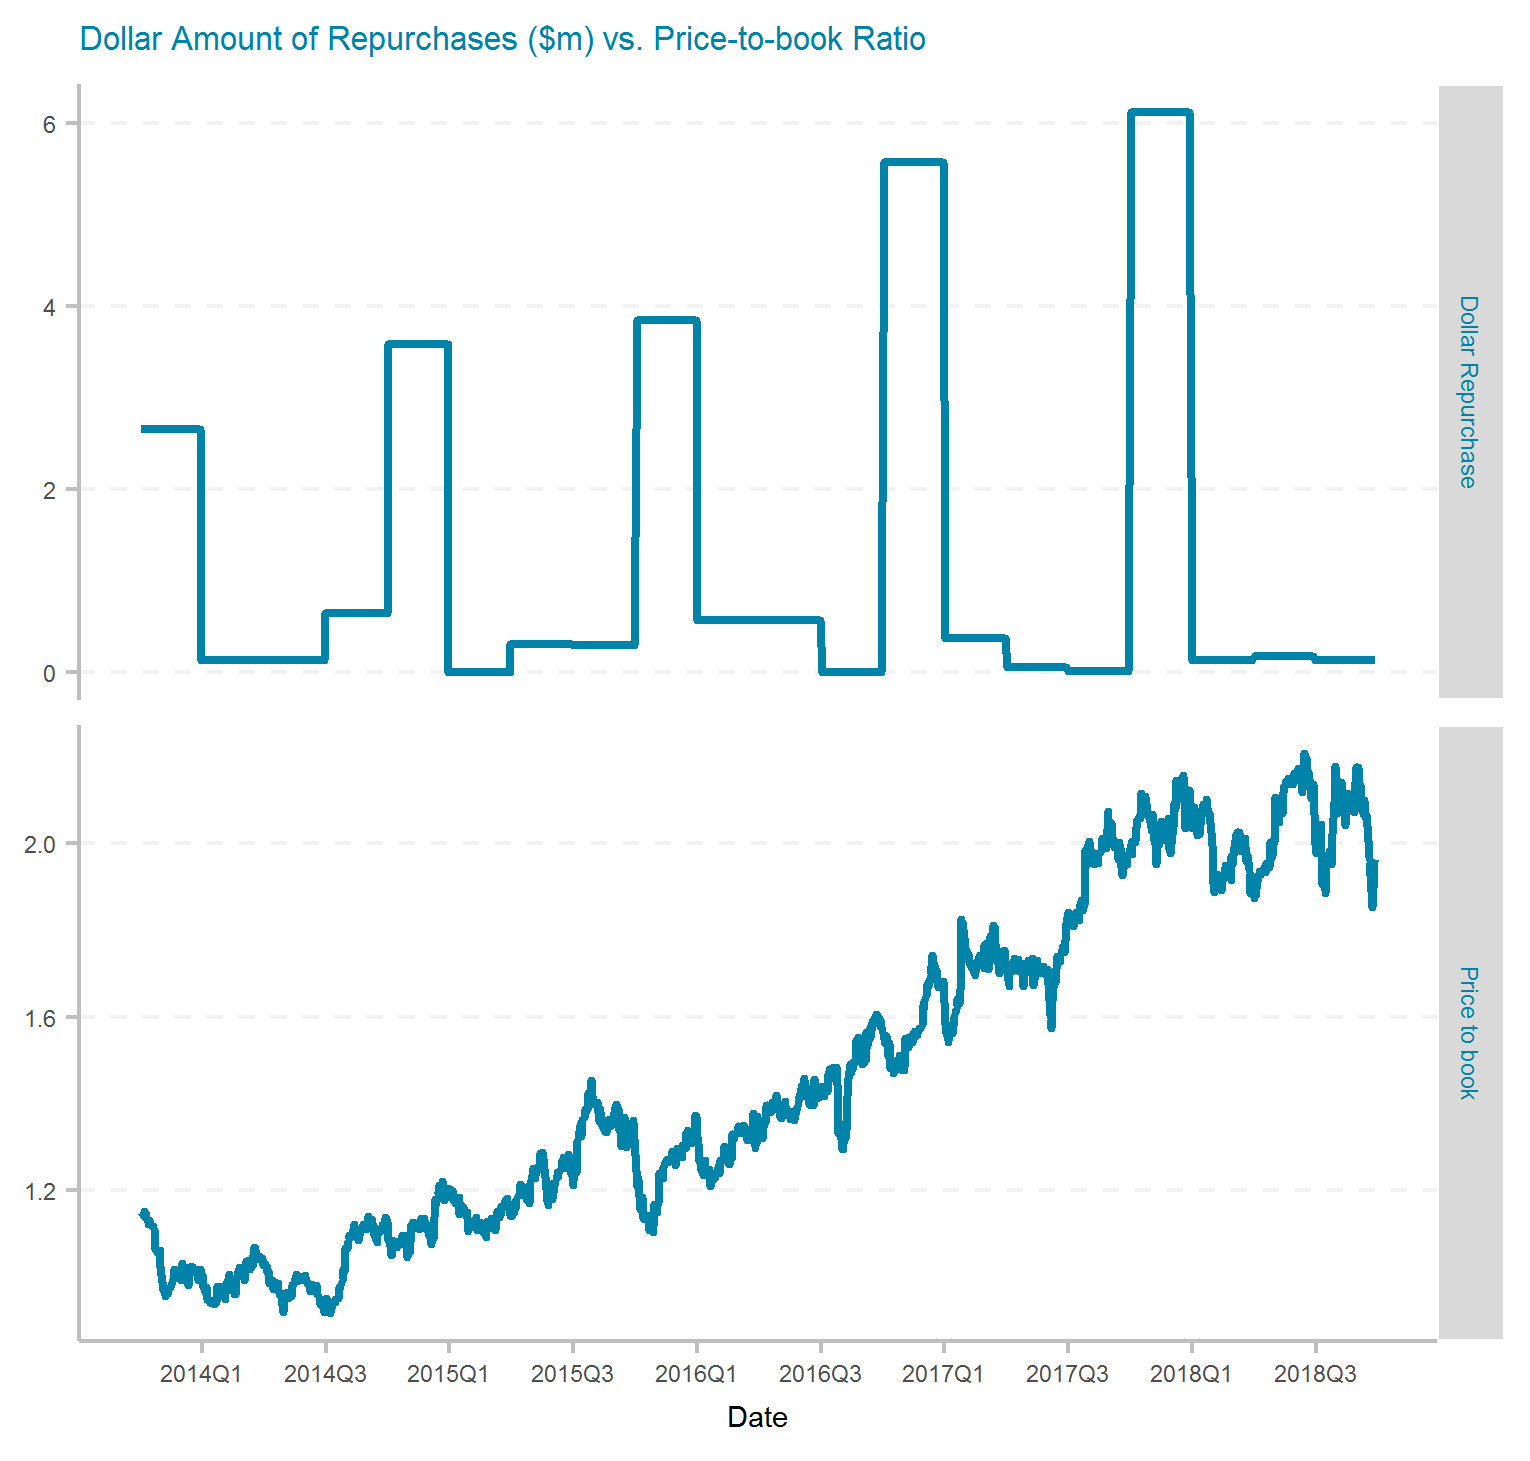 Dollar Amount of Repurchases ($m) vs. Price-to-book Ratio
6
4
2
0
Dollar Repurchase
2.0
1.6
1.2
Price to book
2014Q1 2014Q3 2015Q1 2015Q3 2016Q1 2016Q3 2017Q1 2017Q3 2018Q1 2018Q3
Date